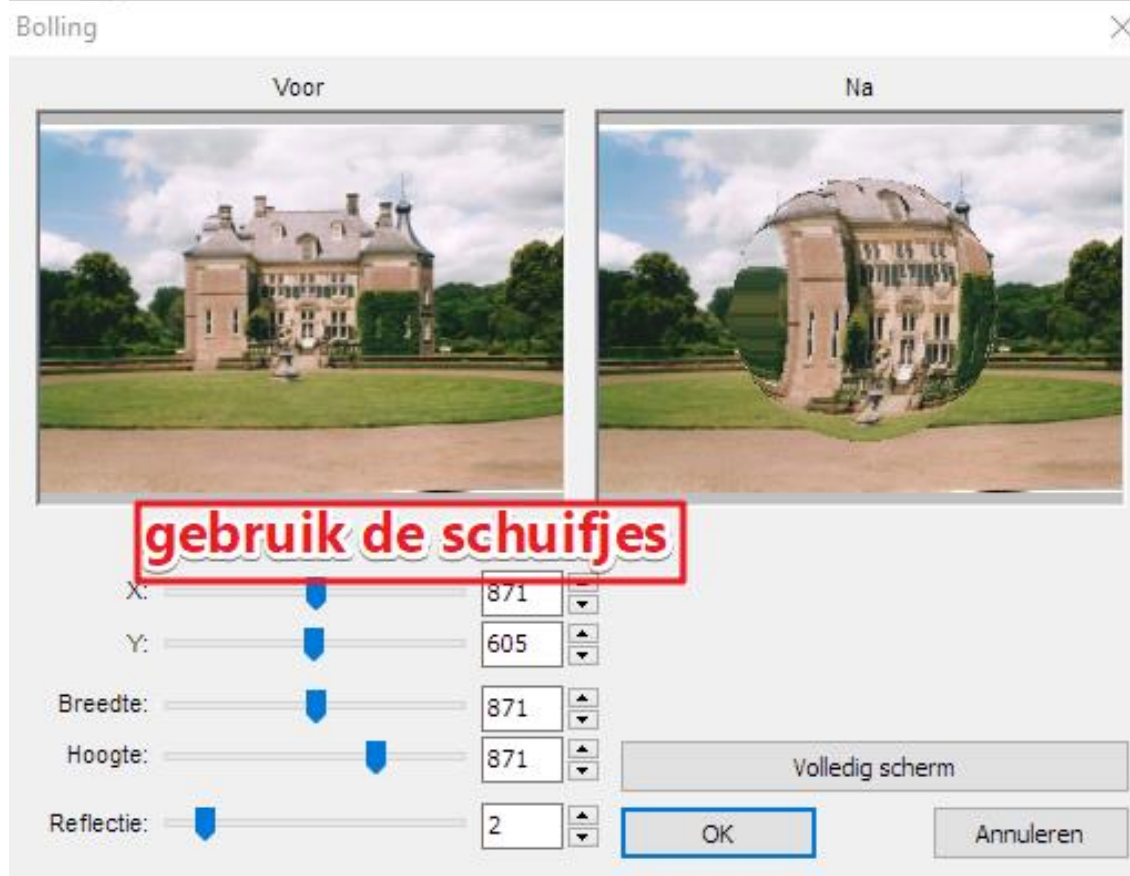 Bolling
Voor
Na
gebruik de schuifjes
X: 871
Y: 605
Breedte: 871
Hoogte: 871
Volledig scherm
Reflectie: 2
OK
Annuleren